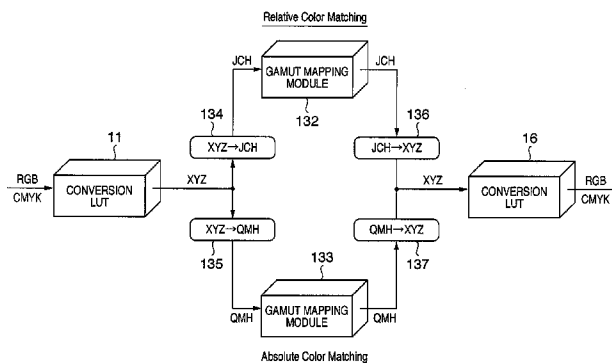 Relative Color Matching
JCH
GAMUT MAPPING
MODULE
JCH
132
134
136
XYZ→JCH
JCH→XYZ
11
16
RGB
CMYK
CONVERSION
LUT
XYZ
XYZ
CONVERSION
LUT
RGB
CMYK
XYZ→QMH
QMH→XYZ
135
133
137
QMH
GAMUT MAPPING
MODULE
QMH
Absolute Color Matching